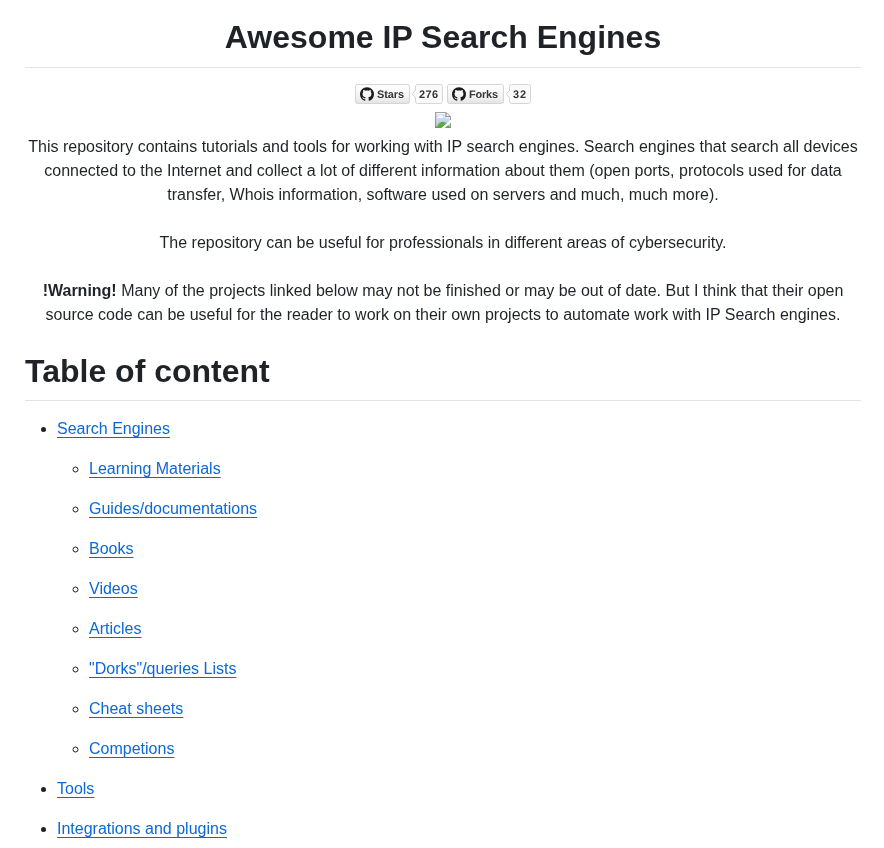 Awesome IP Search Engines
Stars 276 Forks 32
This repository contains tutorials and tools for working with IP search engines. Search engines that search all devices
connected to the Internet and collect a lot of different information about them (open ports, protocols used for data
transfer, Whois information, software used on servers and much, much more).
The repository can be useful for professionals in different areas of cybersecurity.
!Warning! Many of the projects linked below may not be finished or may be out of date. But I think that their open
source code can be useful for the reader to work on their own projects to automate work with IP Search engines.
Table of content
Search Engines
Learning Materials
Guides/documentations
Books
Videos
Articles
"Dorks"/queries Lists
Cheat sheets
Competions
Tools
Integrations and plugins